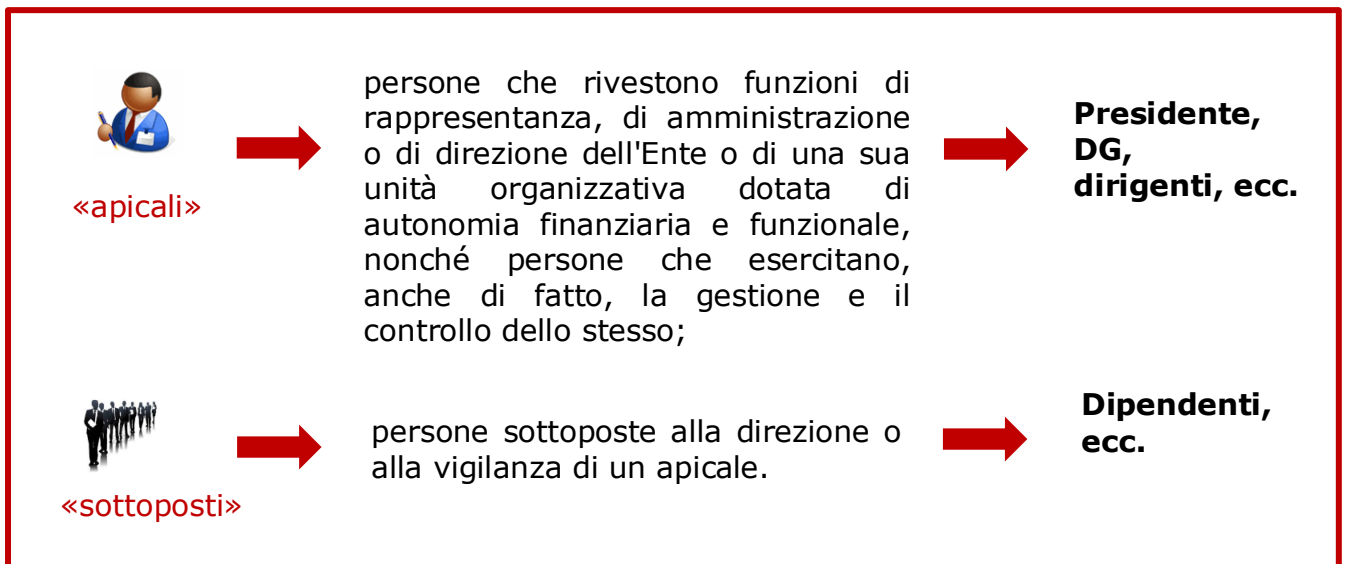 «apicali»
persone che rivestono funzioni di
rappresentanza, di amministrazione
o di direzione dell'Ente o di una sua
unità organizzativa dotata di
autonomia finanziaria e funzionale,
nonché persone che esercitano,
anche di fatto, la gestione e il
controllo dello stesso;
Presidente,
DG,
dirigenti, ecc.
«sottoposti»
persone sottoposte alla direzione o
alla vigilanza di un apicale.
Dipendenti,
ecc.